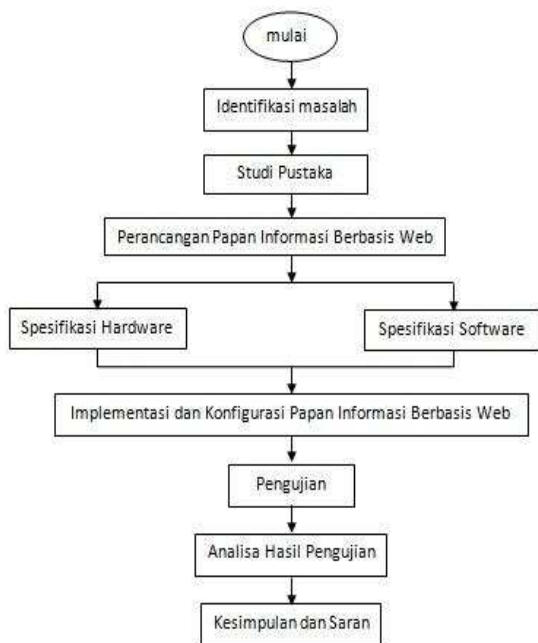 mulai
Identifikasi masalah
Studi Pustaka
Perancangan Papan Informasi Berbasis Web
Spesifikasi Hardware
Spesifikasi Software
Implementasi dan Konfigurasi Papan Informasi Berbasis Web
Pengujian
Analisa Hasil Pengujian
Kesimpulan dan Saran